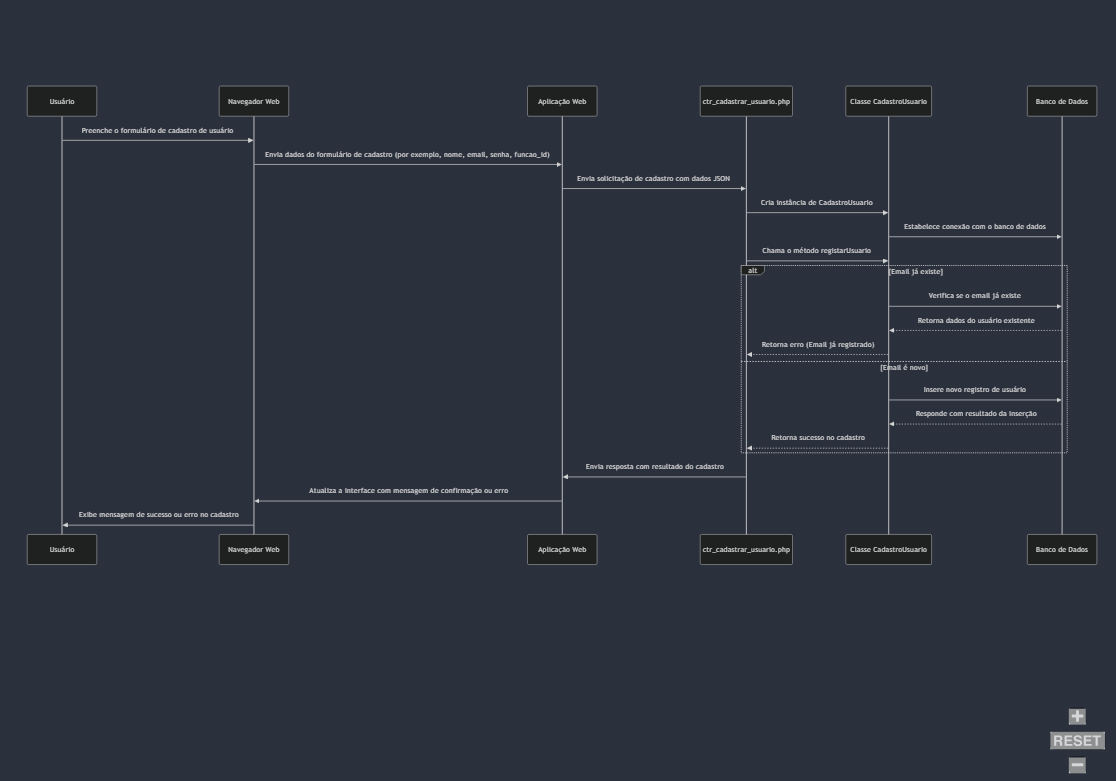 Usuário
Navegador Web
Aplicação Web
ctr_cadastrar_usuario.php
Classe CadastroUsuario
Banco de Dados
Preenche o formulário de cadastro de usuário
Envia dados do formulário de cadastro (por exemplo, nome, email, senha, funcao_id)
Envia solicitação de cadastro com dados JSON
Cria instância de CadastroUsuario
Estabelece conexão com o banco de dados
Chama o método registarUsuario
alt
[Email já existe]
Verifica se o email já existe
Retorna dados do usuário existente
Retorna erro (Email já registrado)
[Email é novo]
Insere novo registro de usuário
Responde com resultado da inserção
Retorna sucesso no cadastro
Envia resposta com resultado do cadastro
Atualiza a interface com mensagem de confirmação ou erro
Exibe mensagem de sucesso ou erro no cadastro
Usuário
Navegador Web
Aplicação Web
ctr_cadastrar_usuario.php
Classe CadastroUsuario
Banco de Dados
+
RESET
−